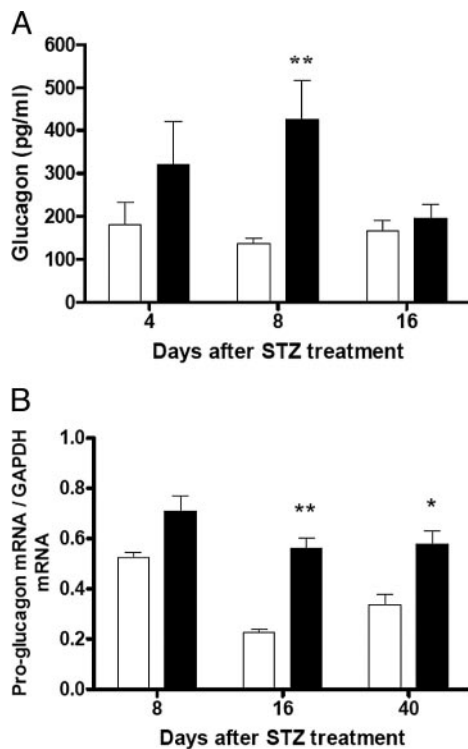 A
Glucagon (pg/ml)
600
500
400
300
200
100
0
**
4 8 16
Days after STZ treatment
B
Pro-glucagon mRNA / GAPDH
mRNA
1.0
0.8
0.6
0.4
0.2
0.0
** *
8 16 40
Days after STZ treatment